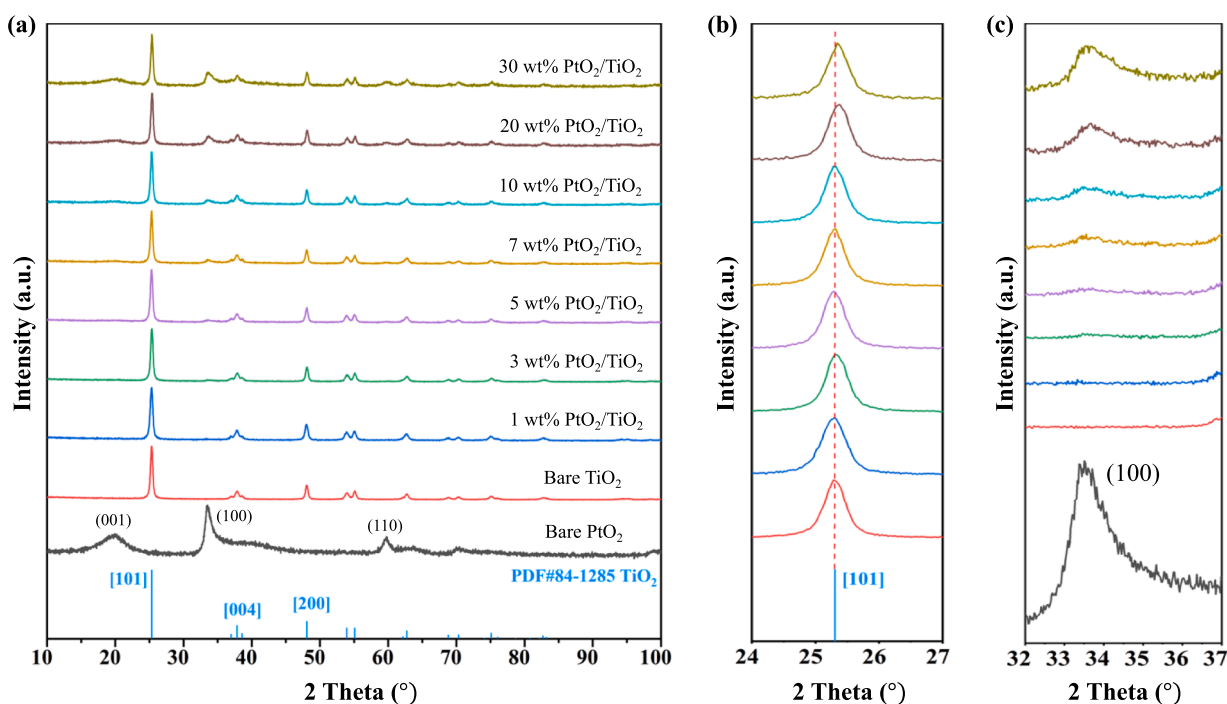 (a)
30 wt% PtO₂/TiO₂
20 wt% PtO₂/TiO₂
10 wt% PtO₂/TiO₂
7 wt% PtO₂/TiO₂
5 wt% PtO₂/TiO₂
3 wt% PtO₂/TiO₂
1 wt% PtO₂/TiO₂
Bare TiO₂
(001)
(100)
(110)
Bare PtO₂
PDF#84-1285 TiO₂
[101]
[004]
[200]
Intensity (a.u.)
10 20 30 40 50 60 70 80 90 100
2 Theta (°)
(b)
Intensity (a.u.)
[101]
24 25 26 27
2 Theta (°)
(c)
Intensity (a.u.)
(100)
32 33 34 35 36 37
2 Theta (°)